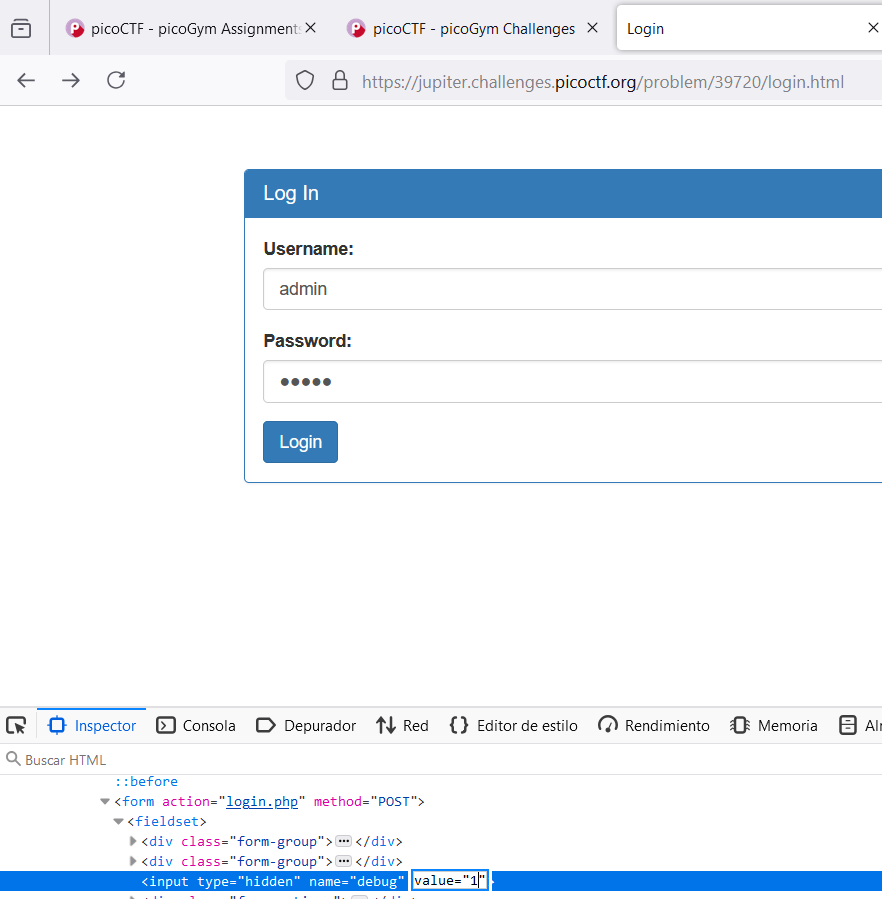 picoCTF - picoGym Assignments
picoCTF - picoGym Challenges
Login
https://jupiter.challenges.picoctf.org/problem/39720/login.html
Log In
Username:
admin
Password:
•••••
Login
Inspector
Consola
Depurador
Red
Editor de estilo
Rendimiento
Memoria
Buscar HTML
::before
<form action="login.php" method="POST">
<fieldset>
<div class="form-group"> ••• </div>
<div class="form-group"> ••• </div>
<input type="hidden" name="debug" value="1"